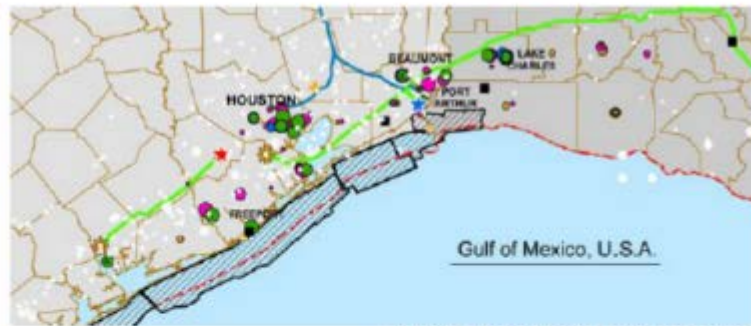 BEAUMONT
LAKE
CHARLES
HOUSTON
PORT
ARTHUR
FREEPORT
Gulf of Mexico, U.S.A.